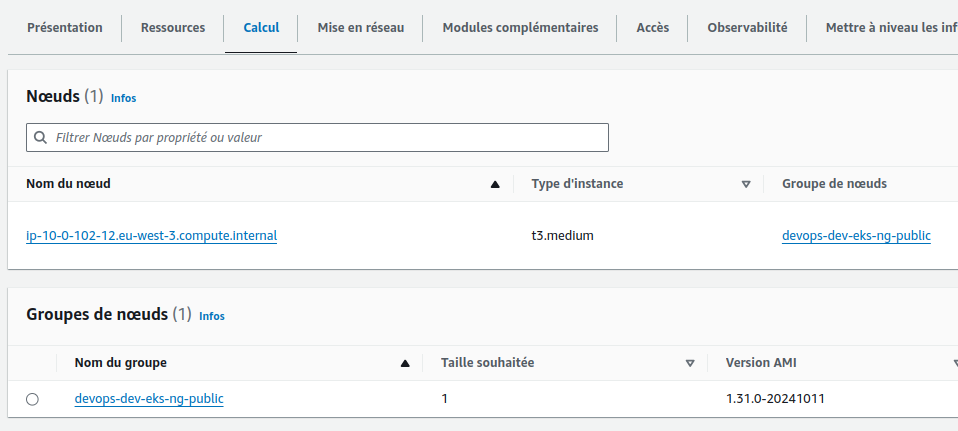 Présentation Ressources Calcul Mise en réseau Modules complémentaires Accès Observabilité Mettre à niveau les inf
Nœuds (1) Infos
Filtrer Nœuds par propriété ou valeur
Nom du nœud Type d'instance Groupe de nœuds
ip-10-0-102-12.eu-west-3.compute.internal t3.medium devops-dev-eks-ng-public
Groupes de nœuds (1) Infos
Nom du groupe Taille souhaitée Version AMI
devops-dev-eks-ng-public 1 1.31.0-20241011